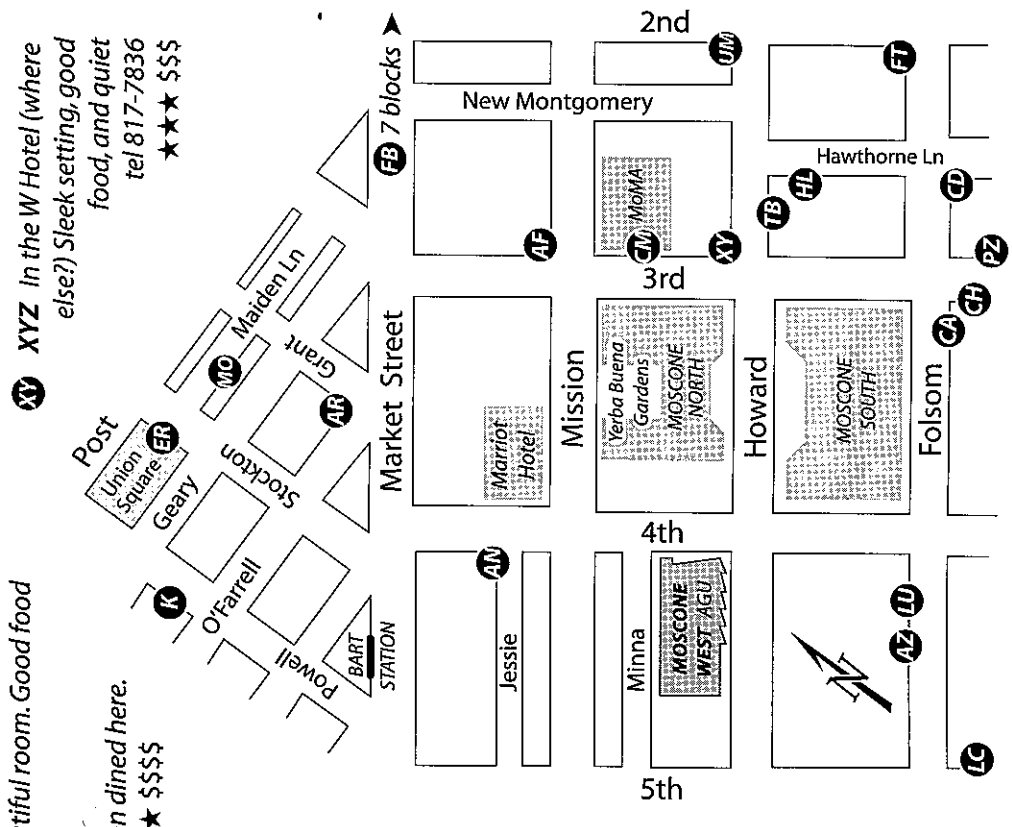 tiful room. Good food
n dined here.
★ $$$$
XY XYZ In the W Hotel (where
else?) Sleek setting, good
food, and quiet
tel 817-7836
★★★ $$$
Post
Union
Square
ER
Geary
K
O'Farrell
Stockton
Powell
MO
Maiden Ln
Grant
AR
BART
STATION
FB 7 blocks
Market Street
2nd
New Montgomery
UM
FT
Hawthorne Ln
AF
MoMA
CM
XY
TB
HL
CD
PZ
3rd
CH
CA
Marriot
Hotel
Mission
Yerba Buena
Gardens
MOSCONE
NORTH
Howard
MOSCONE
SOUTH
Folsom
4th
AN
Jessie
Minna
MOSCONE
WEST AGU
N
AZ
LU
LC
5th